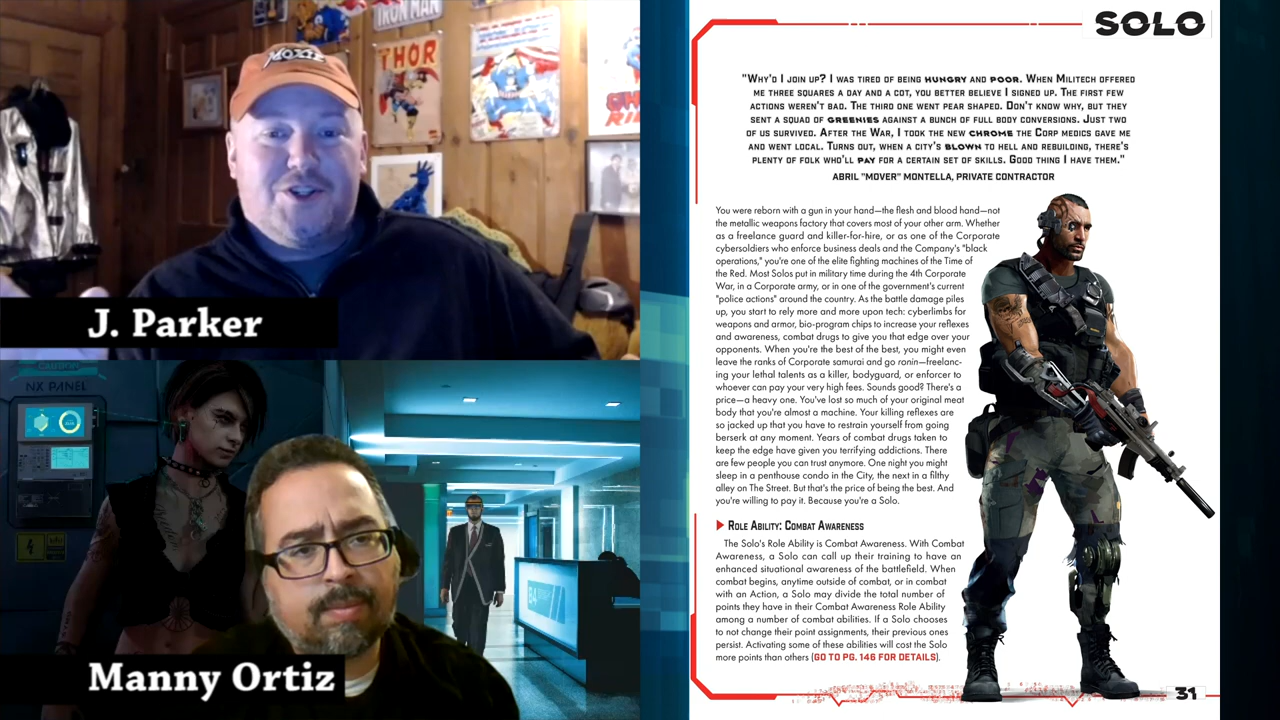 MOXIE
IRON MAN
THOR
J. Parker
NX PANEL
Manny Ortiz
SOLO
"WHY'D I JOIN UP? I WAS TIRED OF BEING HUNGRY AND POOR. WHEN MILITECH OFFERED
ME THREE SQUARES A DAY AND A COT, YOU BETTER BELIEVE I SIGNED UP. THE FIRST FEW
ACTIONS WEREN'T BAD. THE THIRD ONE WENT PEAR SHAPED. DON'T KNOW WHY, BUT THEY
SENT A SQUAD OF GREENIES AGAINST A BUNCH OF FULL BODY CONVERSIONS. JUST TWO
OF US SURVIVED. AFTER THE WAR, I TOOK THE NEW CHROME THE CORP MEDICS GAVE ME
AND WENT LOCAL. TURNS OUT, WHEN A CITY'S BLOWN TO HELL AND REBUILDING, THERE'S
PLENTY OF FOLK WHO'LL PAY FOR A CERTAIN SET OF SKILLS. GOOD THING I HAVE THEM."
ABRIL "MOVER" MONTELLA, PRIVATE CONTRACTOR
You were reborn with a gun in your hand—the flesh and blood hand—not
the metallic weapons factory that covers most of your other arm. Whether
as a freelance guard and killer-for-hire, or as one of the Corporate
cybersoldiers who enforce business deals and the Company's "black
operations," you're one of the elite fighting machines of the Time of
the Red. Most Solos put in military time during the 4th Corporate
War, in a Corporate army, or in one of the government's current
"police actions" around the country. As the battle damage piles
up, you start to rely more and more upon tech: cyberlimbs for
weapons and armor, bio-program chips to increase your reflexes
and awareness, combat drugs to give you that edge over your
opponents. When you're the best of the best, you might even
leave the ranks of Corporate samurai and go ronin—freelanc-
ing your lethal talents as a killer, bodyguard, or enforcer to
whoever can pay your very high fees. Sounds good? There's a
price—a heavy one. You've lost so much of your original meat
body that you're almost a machine. Your killing reflexes are
so jacked up that you have to restrain yourself from going
berserk at any moment. Years of combat drugs taken to
keep the edge have given you terrifying addictions. There
are few people you can trust anymore. One night you might
sleep in a penthouse condo in the City, the next in a filthy
alley on The Street. But that's the price of being the best. And
you're willing to pay it. Because you're a Solo.
ROLE ABILITY: COMBAT AWARENESS
The Solo's Role Ability is Combat Awareness. With Combat
Awareness, a Solo can call up their training to have an
enhanced situational awareness of the battlefield. When
combat begins, anytime outside of combat, or in combat
with an Action, a Solo may divide the total number of
points they have in their Combat Awareness Role Ability
among a number of combat abilities. If a Solo chooses
to not change their point assignments, their previous ones
persist. Activating some of these abilities will cost the Solo
more points than others (GO TO PG. 146 FOR DETAILS).
31